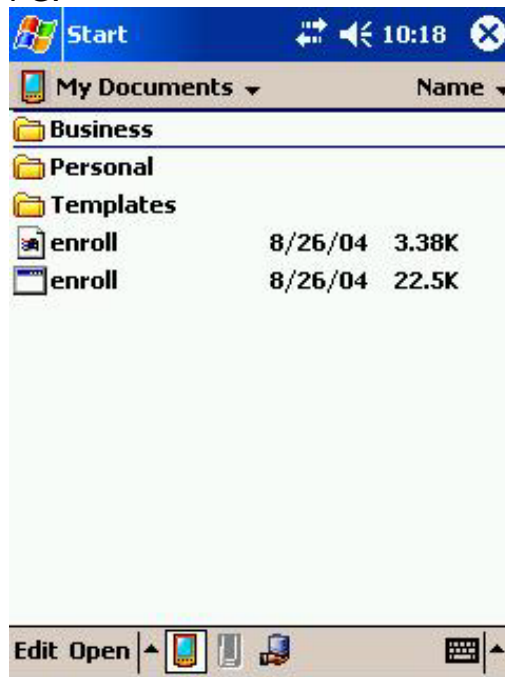 Start 10:18
My Documents Name
Business
Personal
Templates
enroll 8/26/04 3.38K
enroll 8/26/04 22.5K
Edit Open